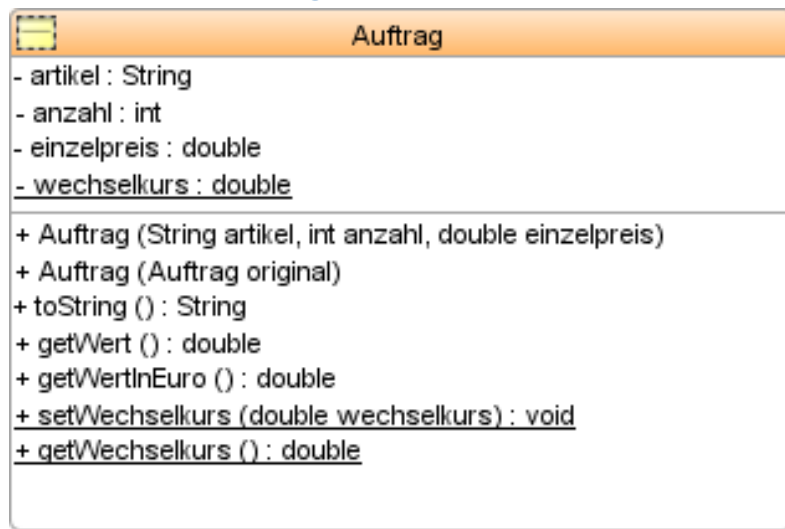 Auftrag
- artikel : String
- anzahl : int
- einzelpreis : double
- wechselkurs : double
+ Auftrag (String artikel, int anzahl, double einzelpreis)
+ Auftrag (Auftrag original)
+ toString () : String
+ getWert () : double
+ getWertInEuro () : double
+ setWechselkurs (double wechselkurs) : void
+ getWechselkurs () : double